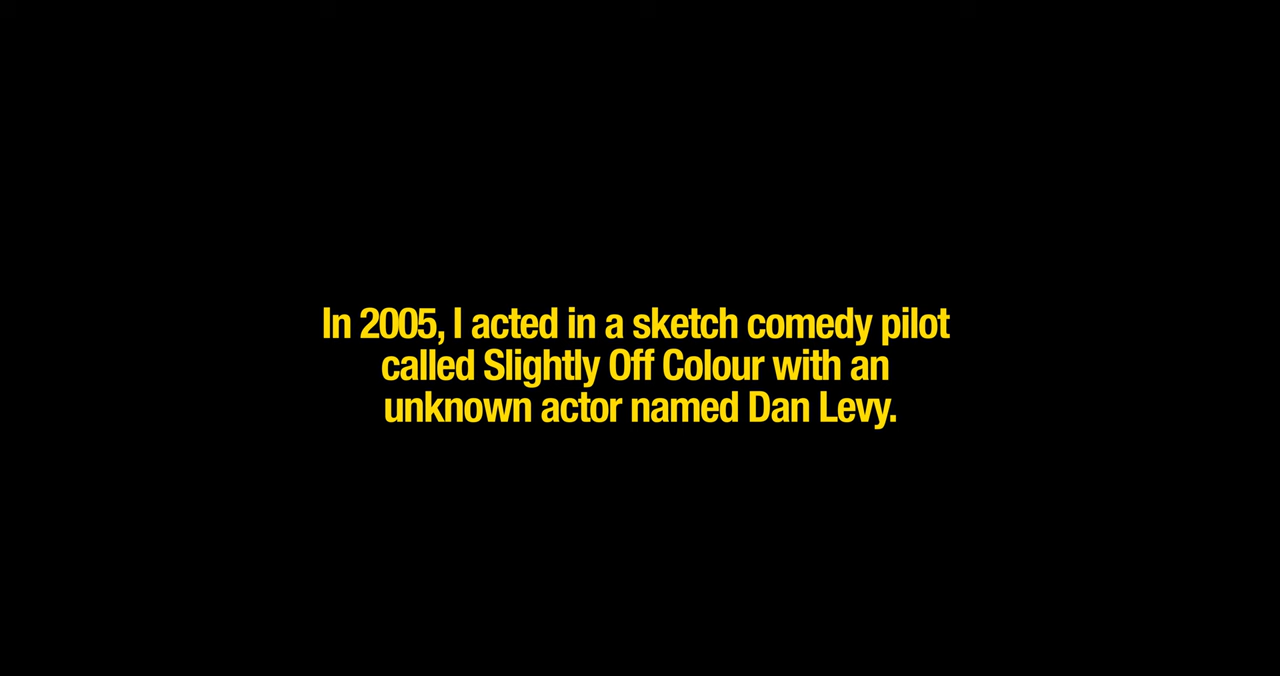 In 2005, I acted in a sketch comedy pilot
called Slightly Off Colour with an
unknown actor named Dan Levy.